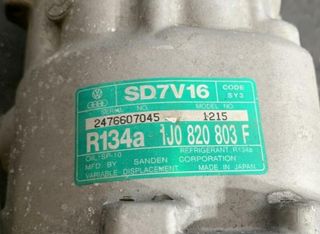 SD7V16
CODE
SY3
SERIAL NO.
MODEL NO.
2476607045
1215
R134a
1J0 820 803 F
OIL:SP-10
REFRIGERANT:R134a
MFD BY SANDEN CORPORATION
VARIABLE DISPLACEMENT MADE IN JAPAN